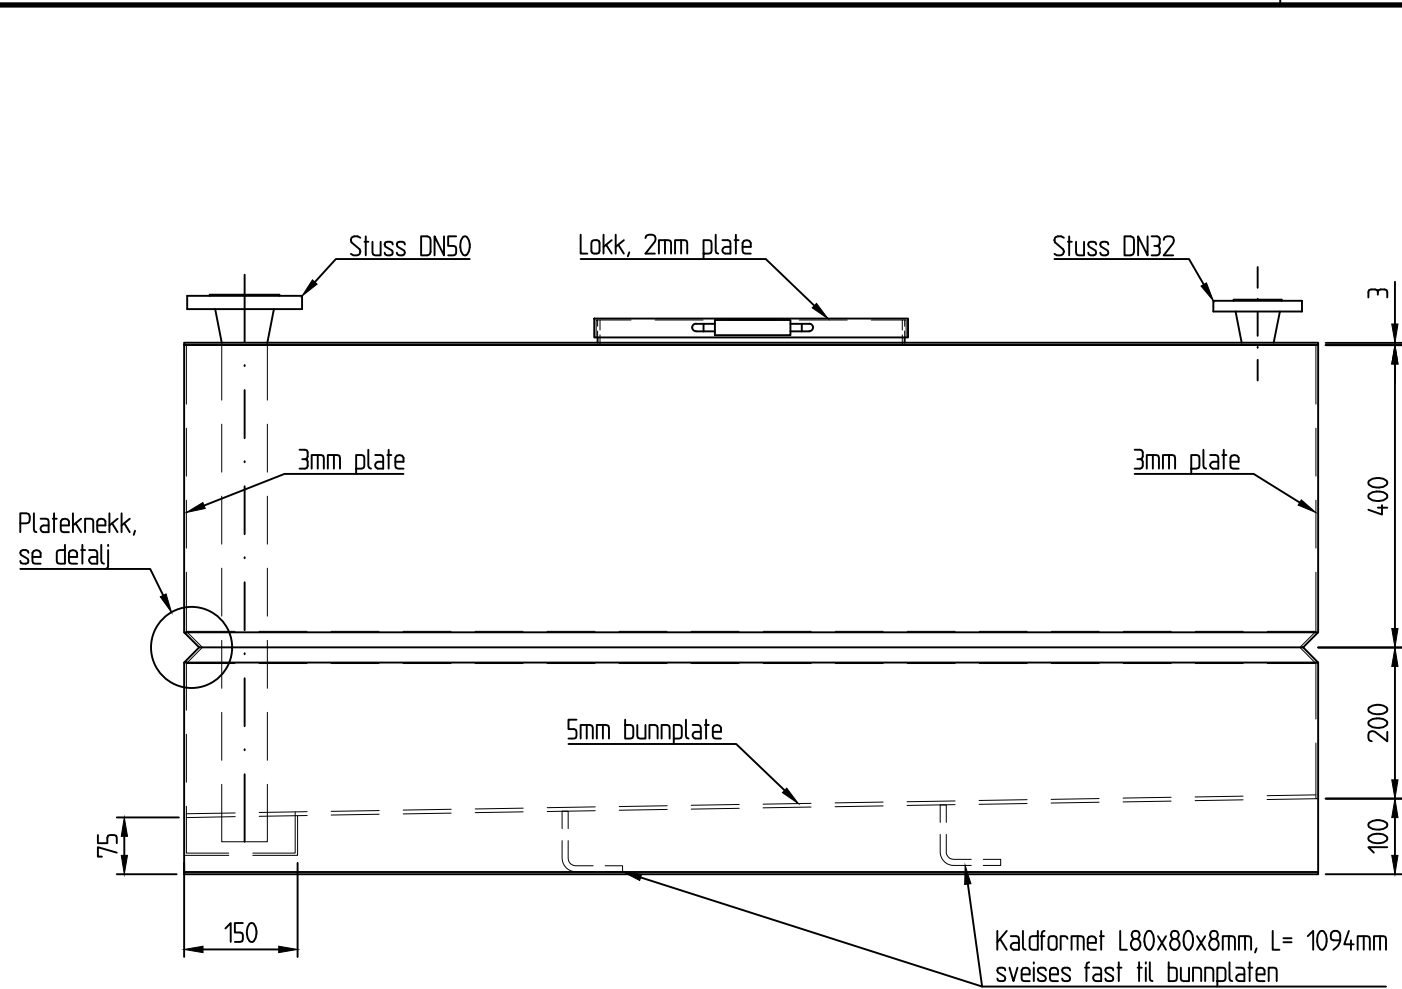 Stuss DN50
Lokk, 2mm plate
Stuss DN32
3
3mm plate
3mm plate
400
Plateknekk,
se detalj
5mm bunnplate
200
75
100
150
Kaldformet L80x80x8mm, L= 1094mm
sveises fast til bunnplaten